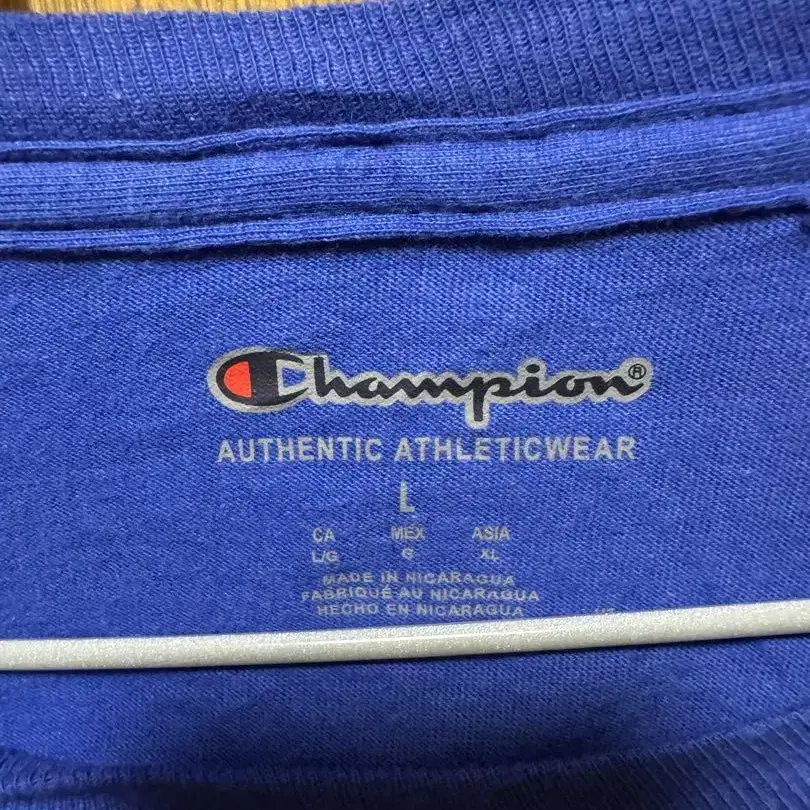 Champion®
AUTHENTIC ATHLETICWEAR
L
CA MEX ASIA
L/G G XL
MADE IN NICARAGUA
FABRIQUÉ AU NICARAGUA
HECHO EN NICARAGUA